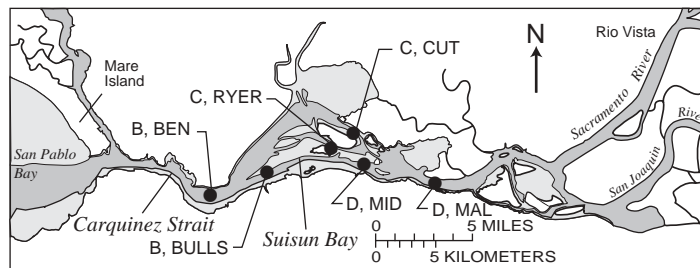 Mare
Island
C, CUT
N
Rio Vista
C, RYER
Sacramento River
B, BEN
San Pablo
Bay
San Joaquin
River
Carquinez Strait
D, MID
D, MAL
B, BULLS
Suisun Bay
0 5 MILES
0 5 KILOMETERS